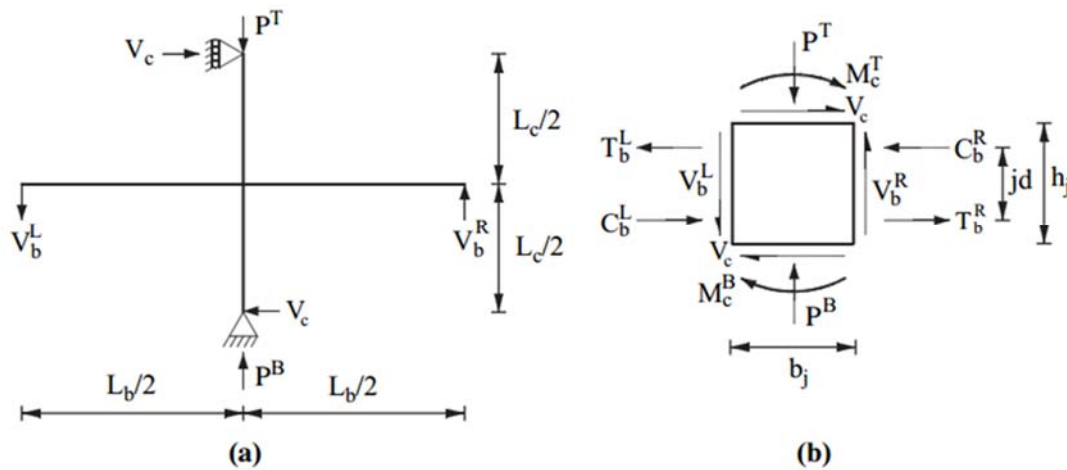 P^T
V_c
L_c/2
V_b^L
V_b^R
L_c/2
V_c
P^B
L_b/2
L_b/2
(a)
P^T
M_c^T
V_c
T_b^L
C_b^R
V_b^L
V_b^R
jd
h_j
C_b^L
T_b^R
V_c
M_c^B
P^B
b_j
(b)